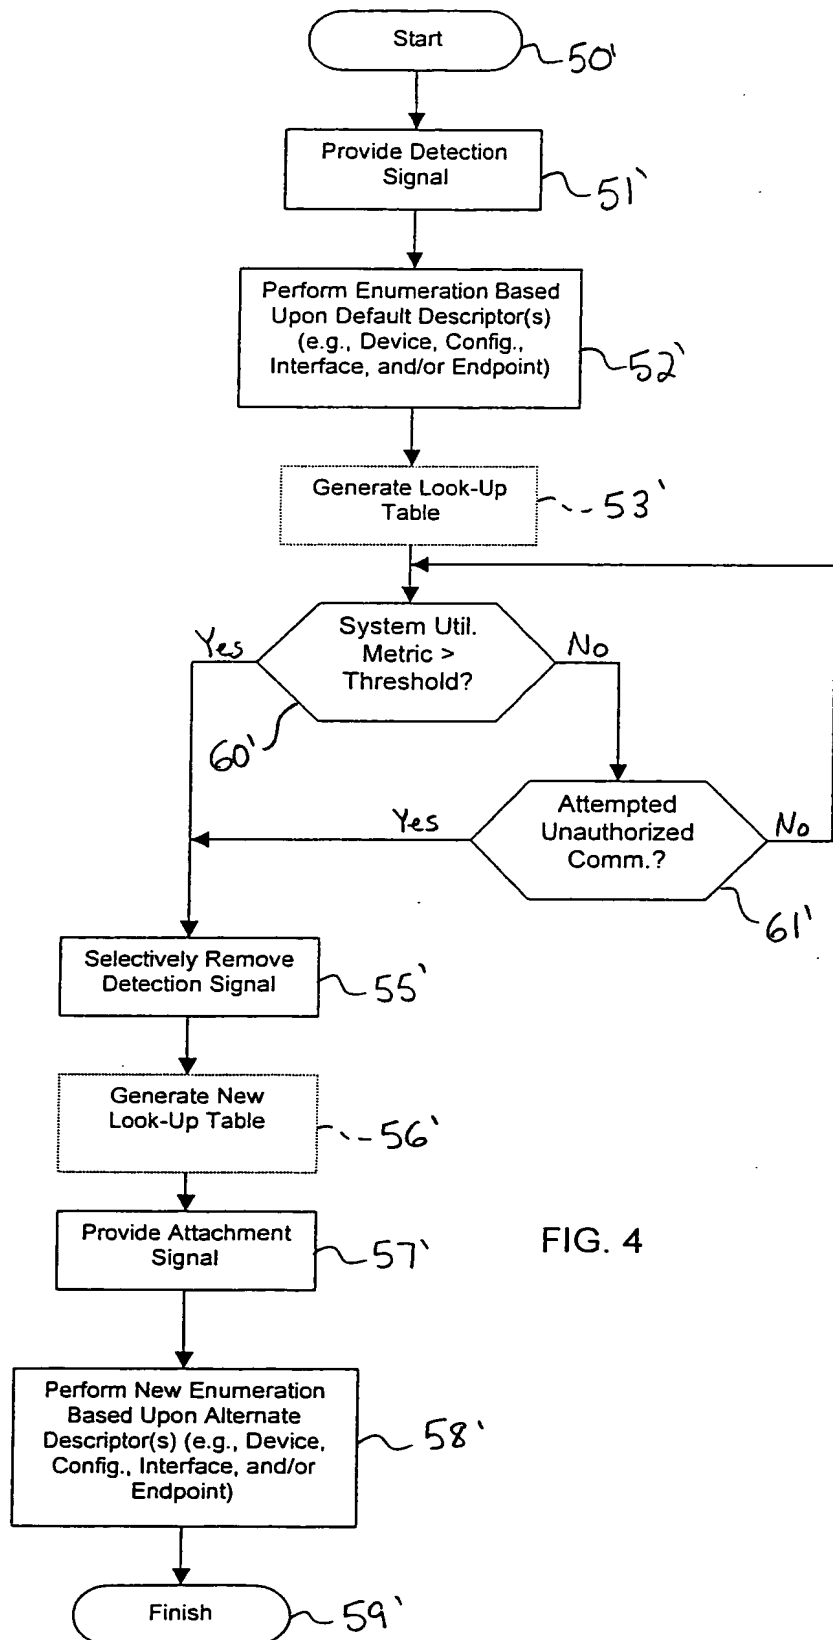 Start
50'
Provide Detection
Signal
51'
Perform Enumeration Based
Upon Default Descriptor(s)
(e.g., Device, Config.,
Interface, and/or Endpoint)
52'
Generate Look-Up
Table
53'
System Util.
Metric >
Threshold?
Yes
No
60'
Attempted
Unauthorized
Comm.?
Yes
No
61'
Selectively Remove
Detection Signal
55'
Generate New
Look-Up Table
56'
Provide Attachment
Signal
57'
FIG. 4
Perform New Enumeration
Based Upon Alternate
Descriptor(s) (e.g., Device,
Config., Interface, and/or
Endpoint)
58'
Finish
59'